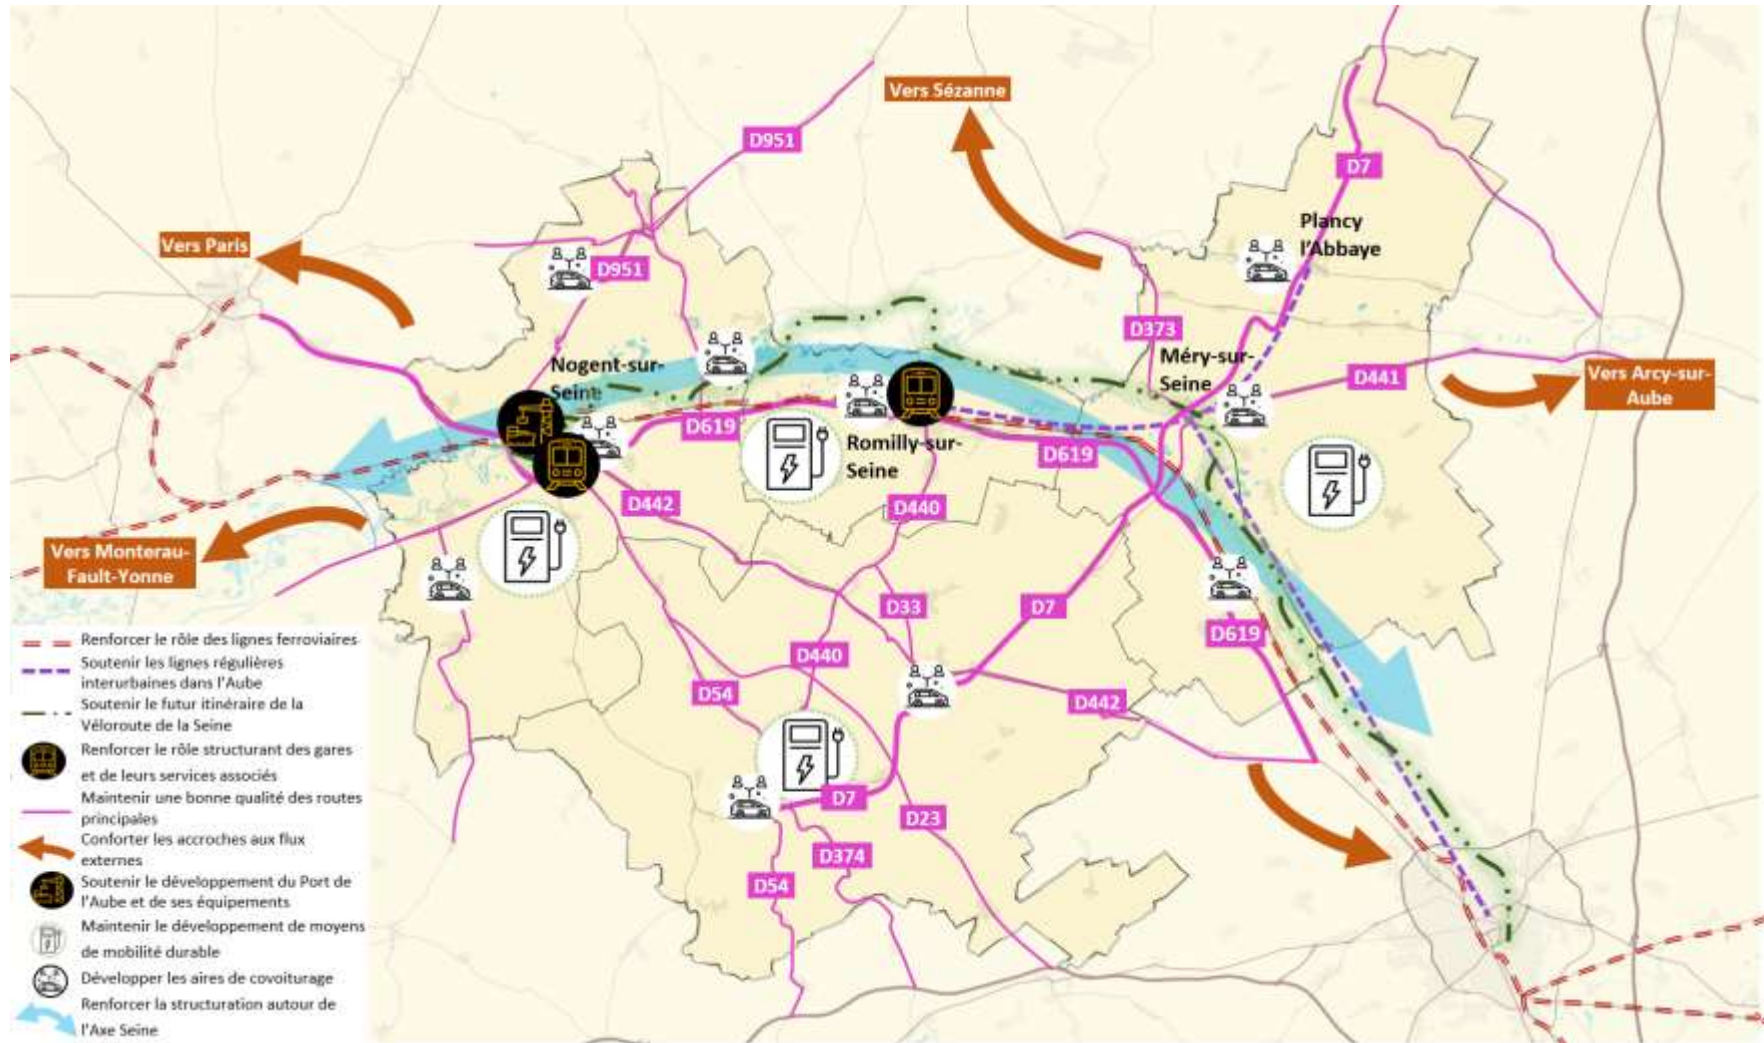 Vers Sézanne
D951
D7
Plancy
l'Abbaye
Vers Paris
D951
D373
Méry-sur-
Seine
Nogent-sur-
Seine
D441
Vers Arcy-sur-
Aube
D619
Romilly-sur-
Seine
D619
D442
D440
Vers Monterau-
Fault-Yonne
D33
D7
D619
D440
D54
D442
D7
D23
D374
D54
Renforcer le rôle des lignes ferroviaires
Soutenir les lignes régulières
interurbaines dans l'Aube
Soutenir le futur itinéraire de la
Véloroute de la Seine
Renforcer le rôle structurant des gares
et de leurs services associés
Maintenir une bonne qualité des routes
principales
Conforter les accroches aux flux
externes
Soutenir le développement du Port de
l'Aube et de ses équipements
Maintenir le développement de moyens
de mobilité durable
Développer les aires de covoiturage
Renforcer la structuration autour de
l'Axe Seine